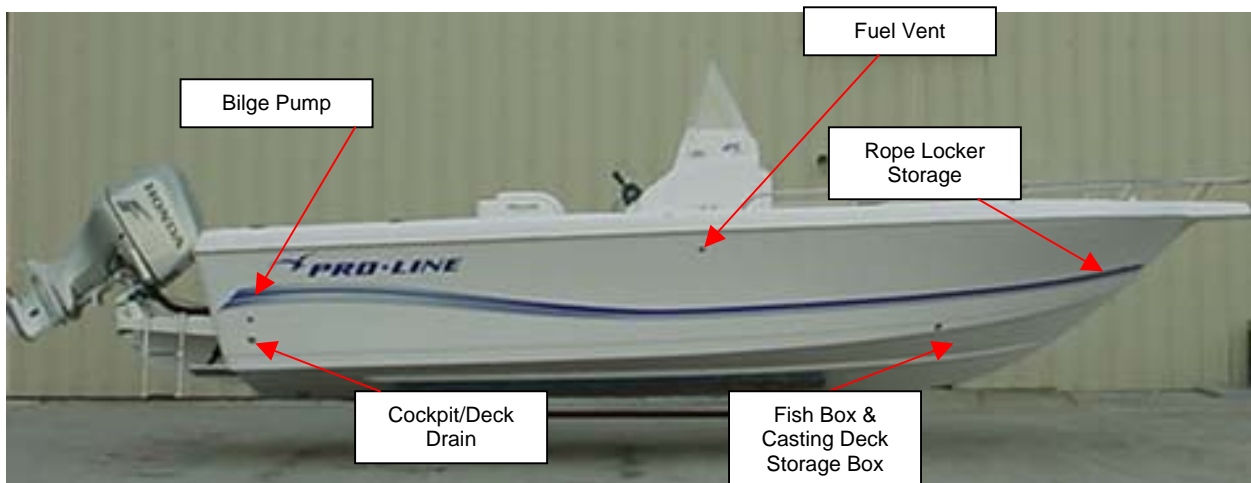 Fuel Vent
Bilge Pump
Rope Locker
Storage
HONDA
PRO-LINE
Cockpit/Deck
Drain
Fish Box &
Casting Deck
Storage Box